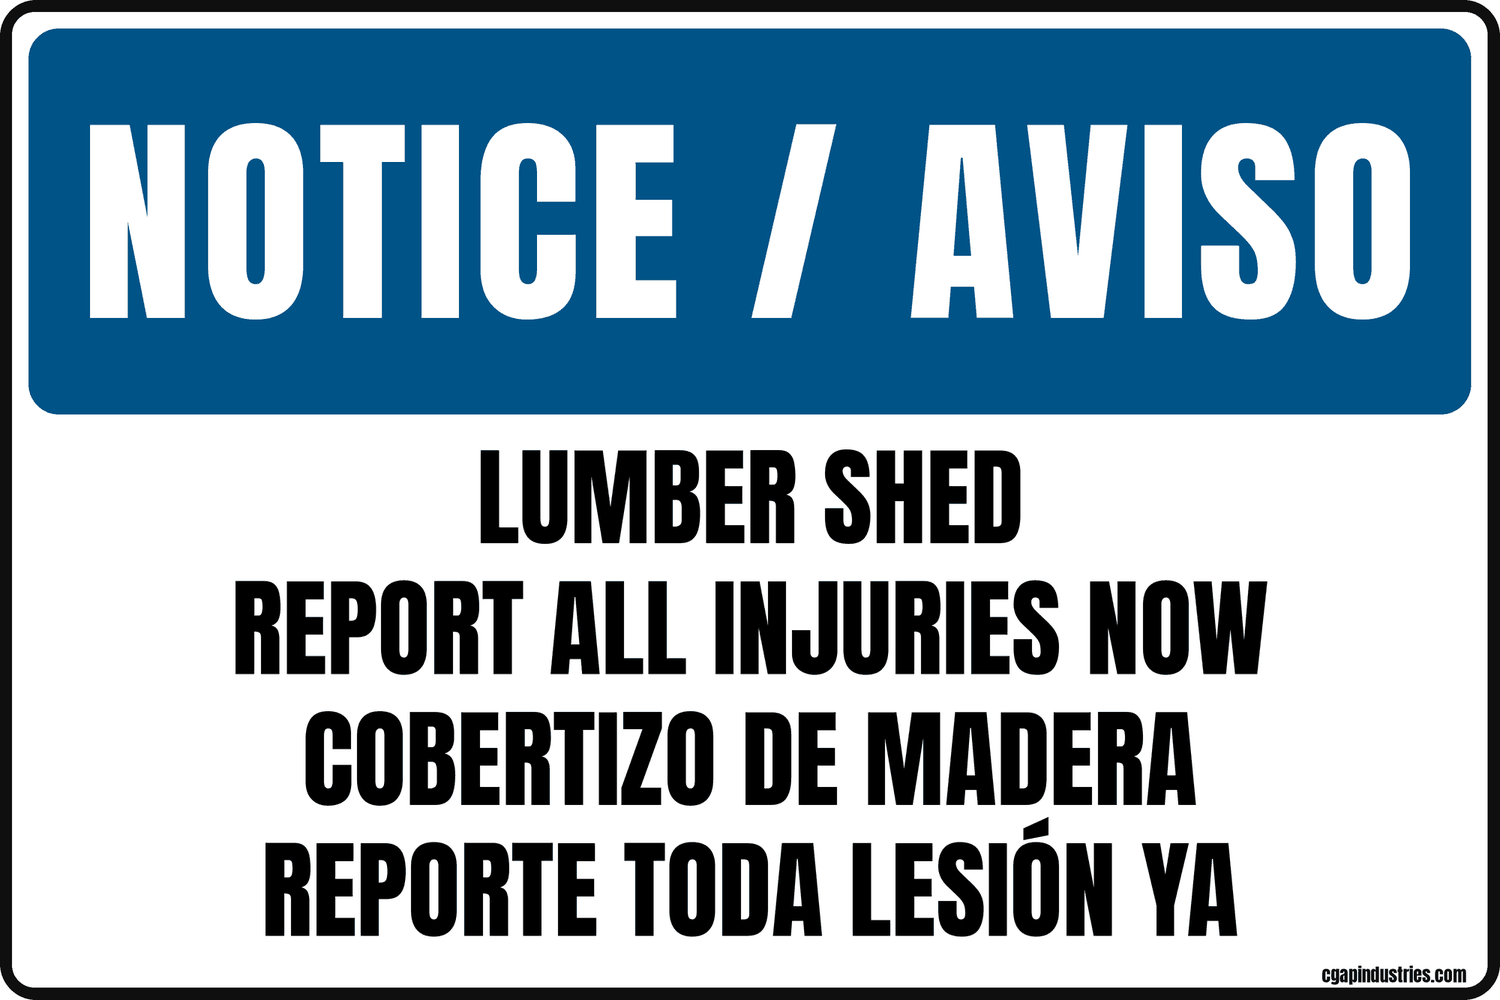 NOTICE / AVISO
LUMBER SHED
REPORT ALL INJURIES NOW
COBERTIZO DE MADERA
REPORTE TODA LESIÓN YA
cgapindustries.com